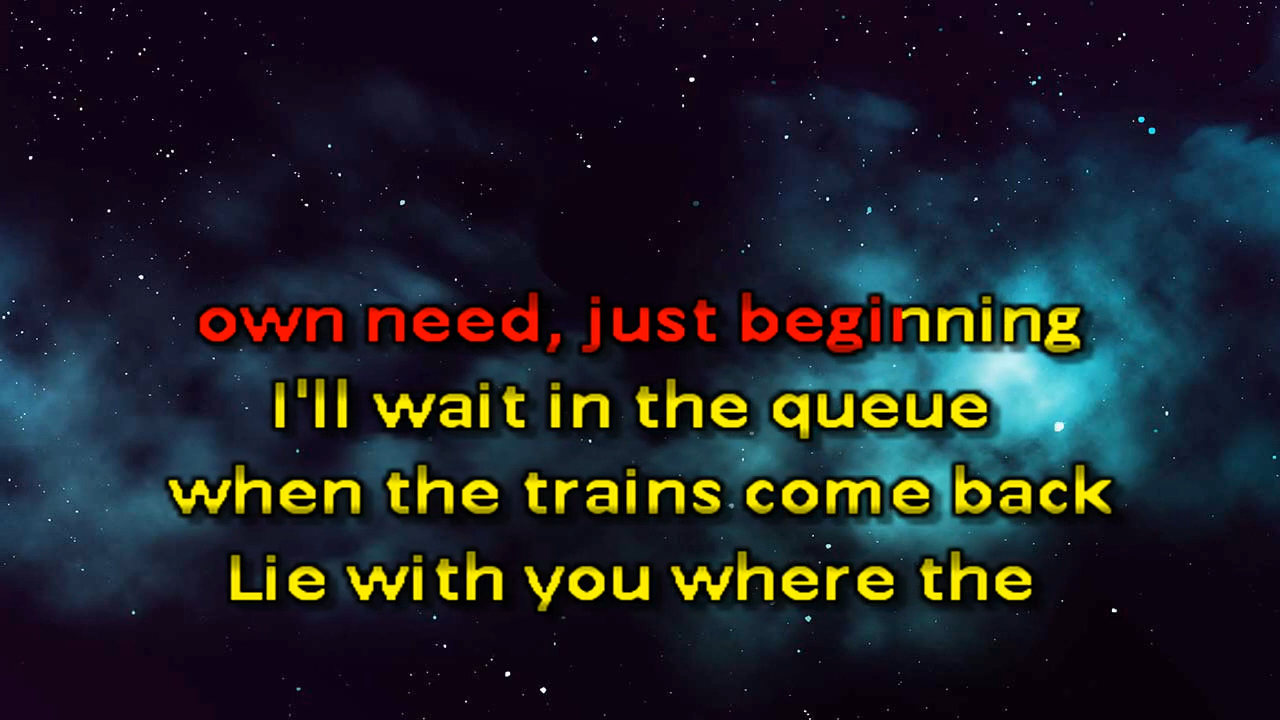 own need, just beginning
I'll wait in the queue
when the trains come back
Lie with you where the